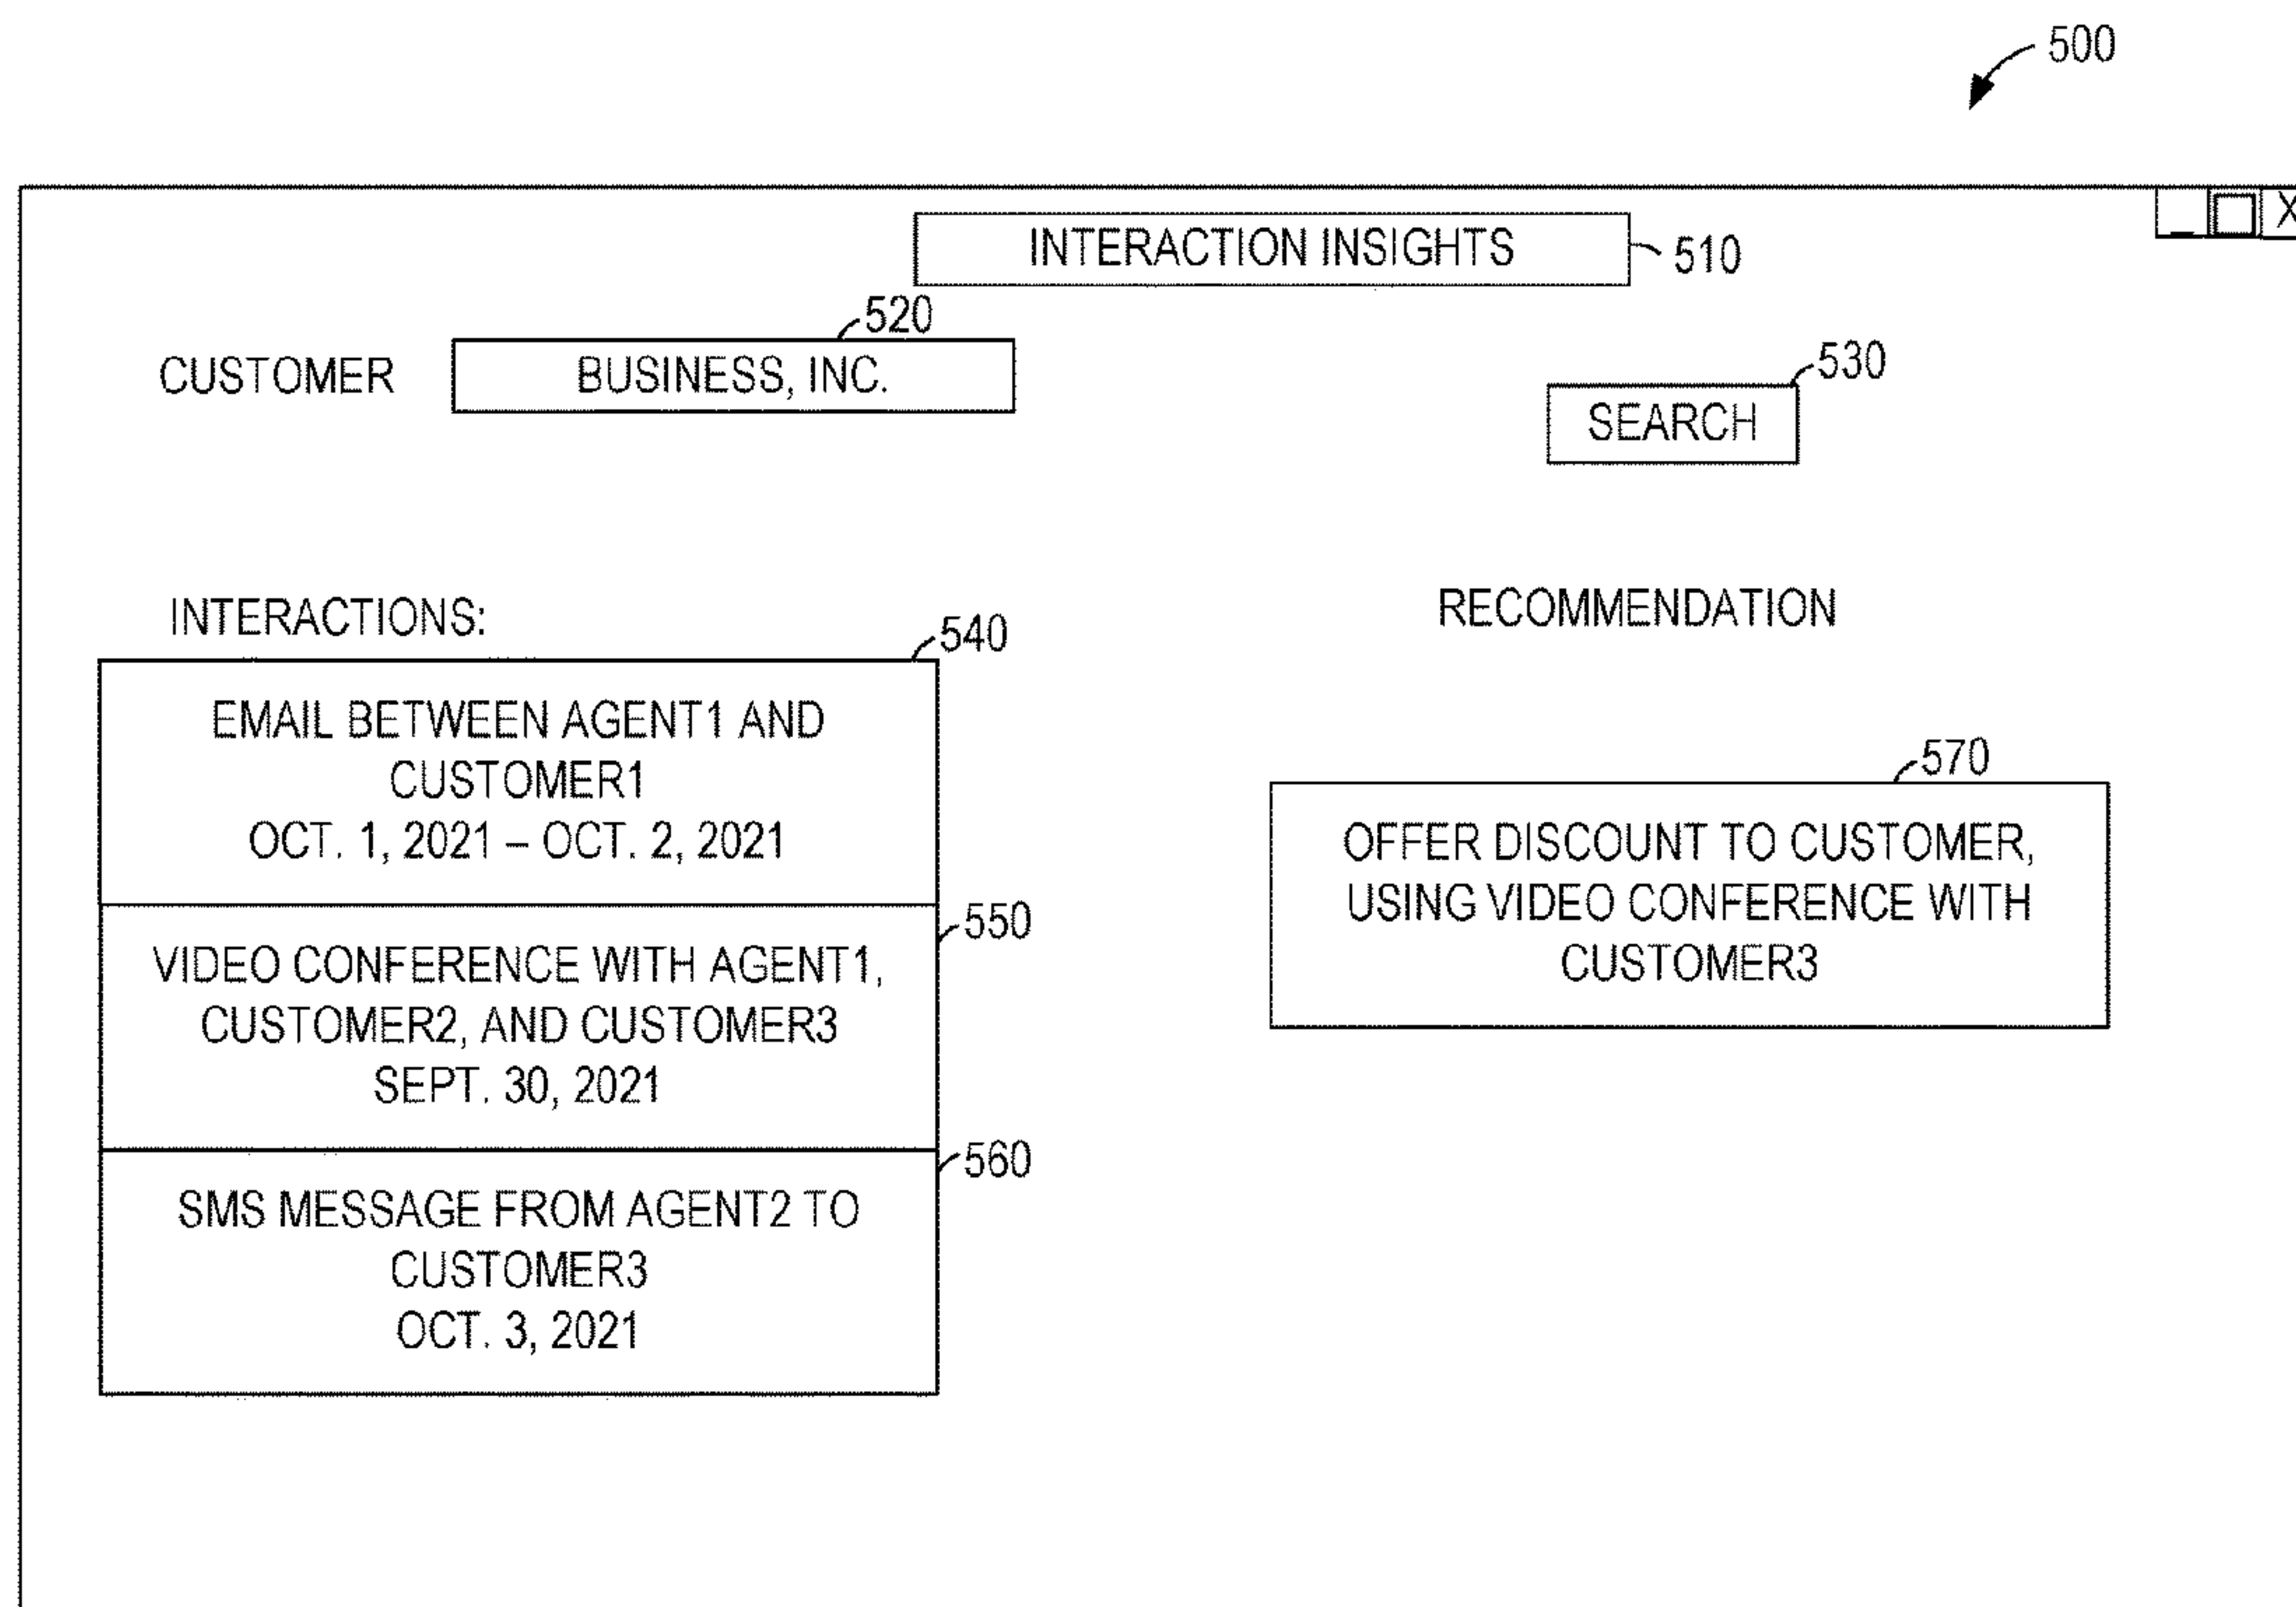 500
_ X
INTERACTION INSIGHTS 510
520
CUSTOMER BUSINESS, INC.
530
SEARCH
INTERACTIONS:
540
EMAIL BETWEEN AGENT1 AND
CUSTOMER1
OCT. 1, 2021 – OCT. 2, 2021
550
VIDEO CONFERENCE WITH AGENT1,
CUSTOMER2, AND CUSTOMER3
SEPT. 30, 2021
560
SMS MESSAGE FROM AGENT2 TO
CUSTOMER3
OCT. 3, 2021
RECOMMENDATION
570
OFFER DISCOUNT TO CUSTOMER,
USING VIDEO CONFERENCE WITH
CUSTOMER3